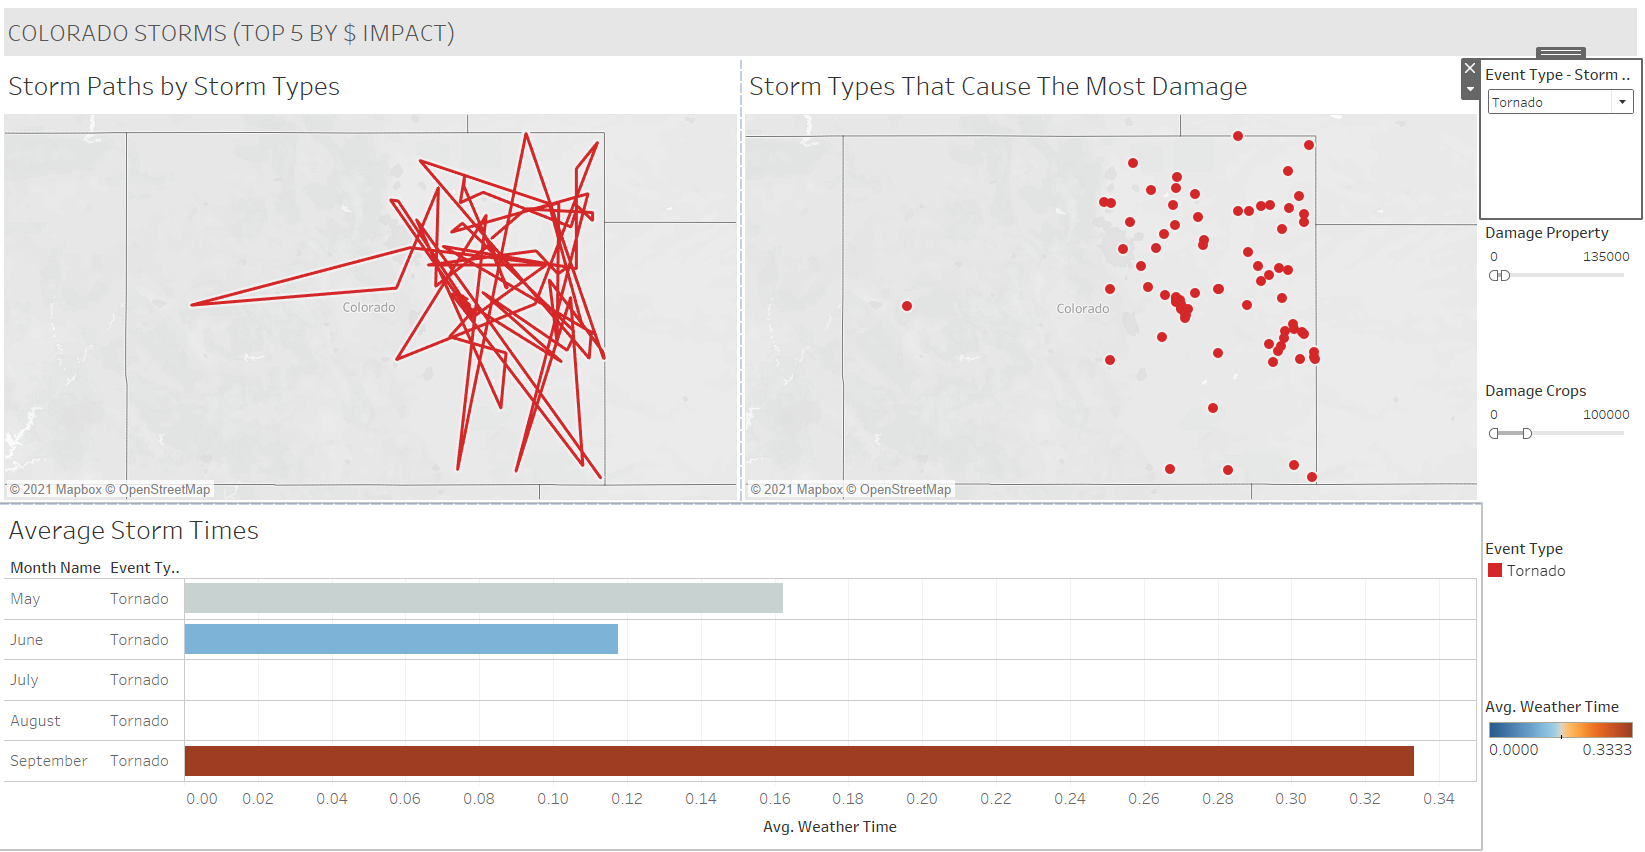 COLORADO STORMS (TOP 5 BY $ IMPACT)
Storm Paths by Storm Types
Colorado
© 2021 Mapbox © OpenStreetMap
Storm Types That Cause The Most Damage
Colorado
© 2021 Mapbox © OpenStreetMap
Event Type - Storm ..
Tornado
Damage Property
0 135000
Damage Crops
0 100000
Average Storm Times
Month Name Event Ty..
May Tornado
June Tornado
July Tornado
August Tornado
September Tornado
0.00 0.02 0.04 0.06 0.08 0.10 0.12 0.14 0.16 0.18 0.20 0.22 0.24 0.26 0.28 0.30 0.32 0.34
Avg. Weather Time
Event Type
Tornado
Avg. Weather Time
0.0000 0.3333